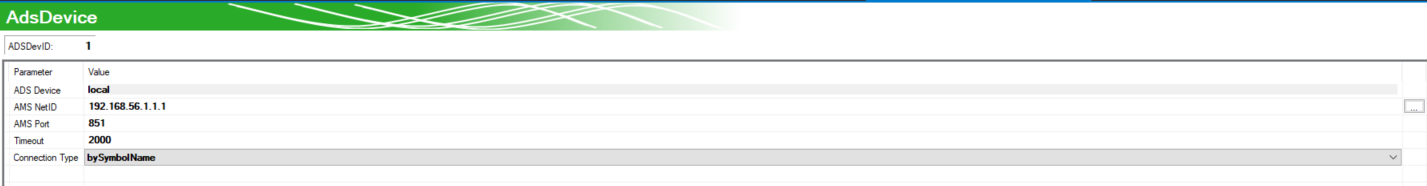 AdsDevice
ADSDevID: 1
Parameter Value
ADS Device local
AMS NetID 192.168.56.1.1.1
...
AMS Port 851
Timeout 2000
Connection Type bySymbolName